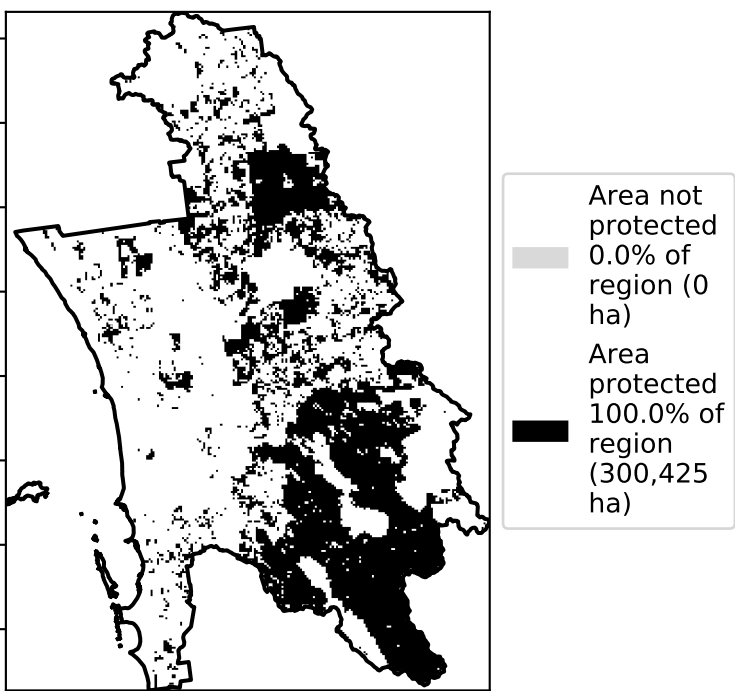 Area not
protected
0.0% of
region (0
ha)
Area
protected
100.0% of
region
(300,425
ha)